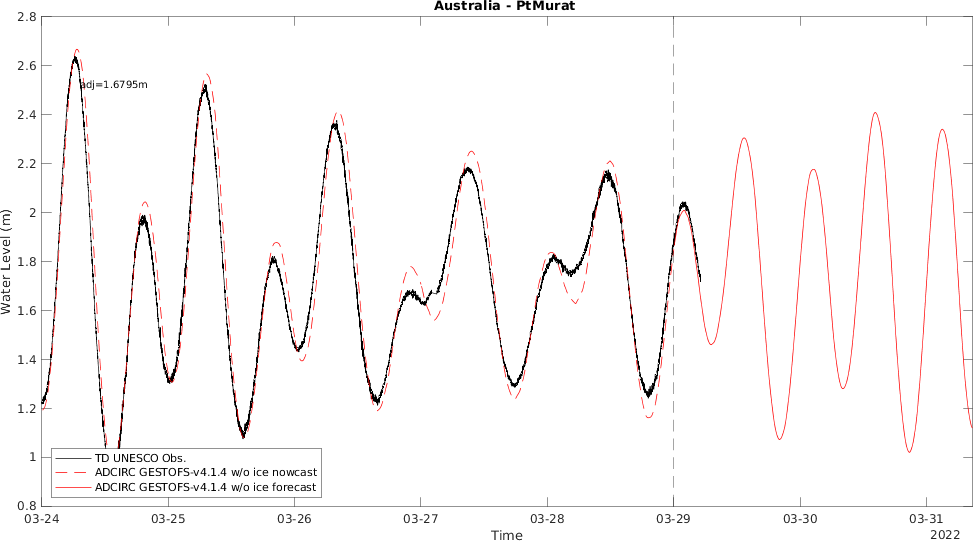 Australia - PtMurat
2.8
2.6
2.4
2.2
2
1.8
1.6
1.4
1.2
1
0.8
Water Level (m)
adj=1.6795m
TD UNESCO Obs.
ADCIRC GESTOFS-v4.1.4 w/o ice nowcast
ADCIRC GESTOFS-v4.1.4 w/o ice forecast
03-24 03-25 03-26 03-27 03-28 03-29 03-30 03-31
Time
2022